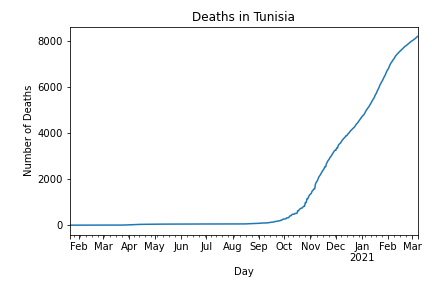 Deaths in Tunisia
Number of Deaths
8000
6000
4000
2000
0
Feb Mar Apr May Jun Jul Aug Sep Oct Nov Dec Jan Feb Mar
2021
Day